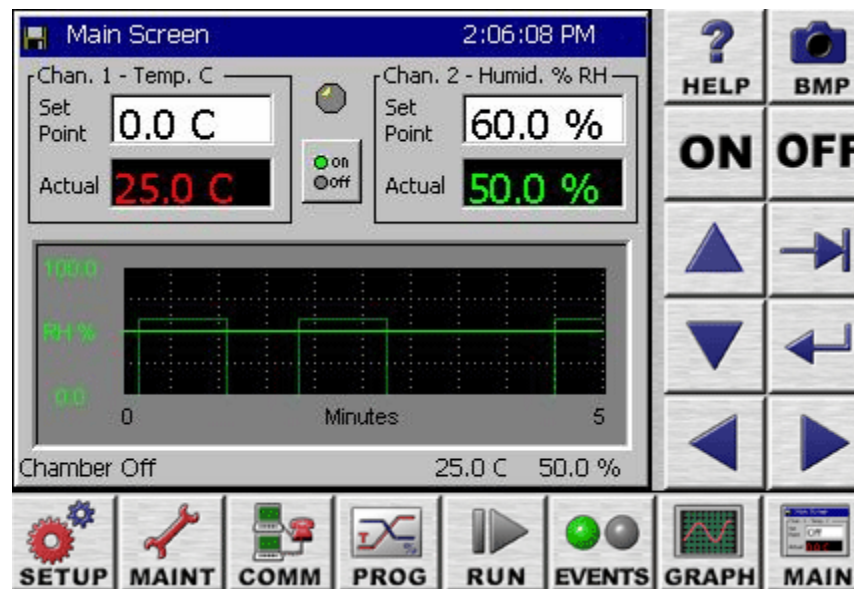 Main Screen 2:06:08 PM
HELP BMP
Chan. 1 - Temp. C Chan. 2 - Humid. % RH
Set Point 0.0 C Set Point 60.0 %
on
off
Actual 25.0 C Actual 50.0 %
ON OFF
100.0
RH %
0.0
0 Minutes 5
Chamber Off 25.0 C 50.0 %
SETUP MAINT COMM PROG RUN EVENTS GRAPH MAIN
T %
Off